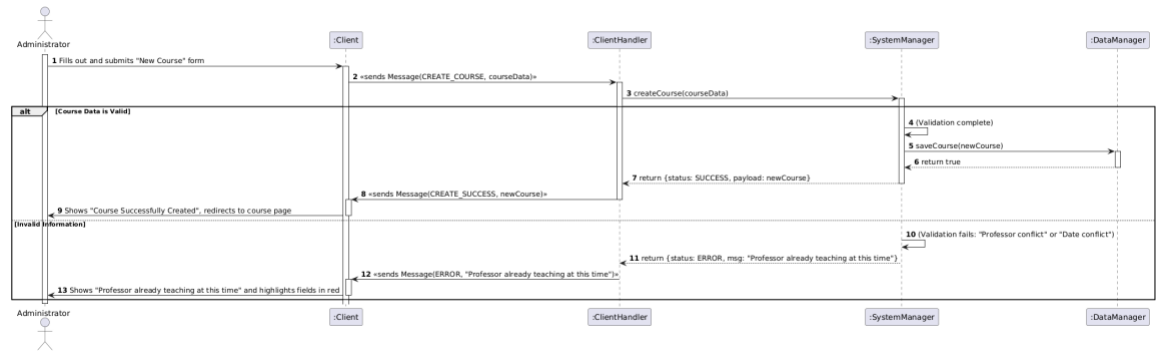 Administrator
:Client
:ClientHandler
:SystemManager
:DataManager
1 Fills out and submits "New Course" form
2 «sends Message(CREATE_COURSE, courseData)»
3 createCourse(courseData)
alt [Course Data is Valid]
4 (Validation complete)
5 saveCourse(newCourse)
6 return true
7 return {status: SUCCESS, payload: newCourse}
8 «sends Message(CREATE_SUCCESS, newCourse)»
9 Shows "Course Successfully Created", redirects to course page
[Invalid Information]
10 (Validation fails: "Professor conflict" or "Date conflict")
11 return {status: ERROR, msg: "Professor already teaching at this time"}
12 «sends Message(ERROR, "Professor already teaching at this time")»
13 Shows "Professor already teaching at this time" and highlights fields in red
Administrator
:Client
:ClientHandler
:SystemManager
:DataManager